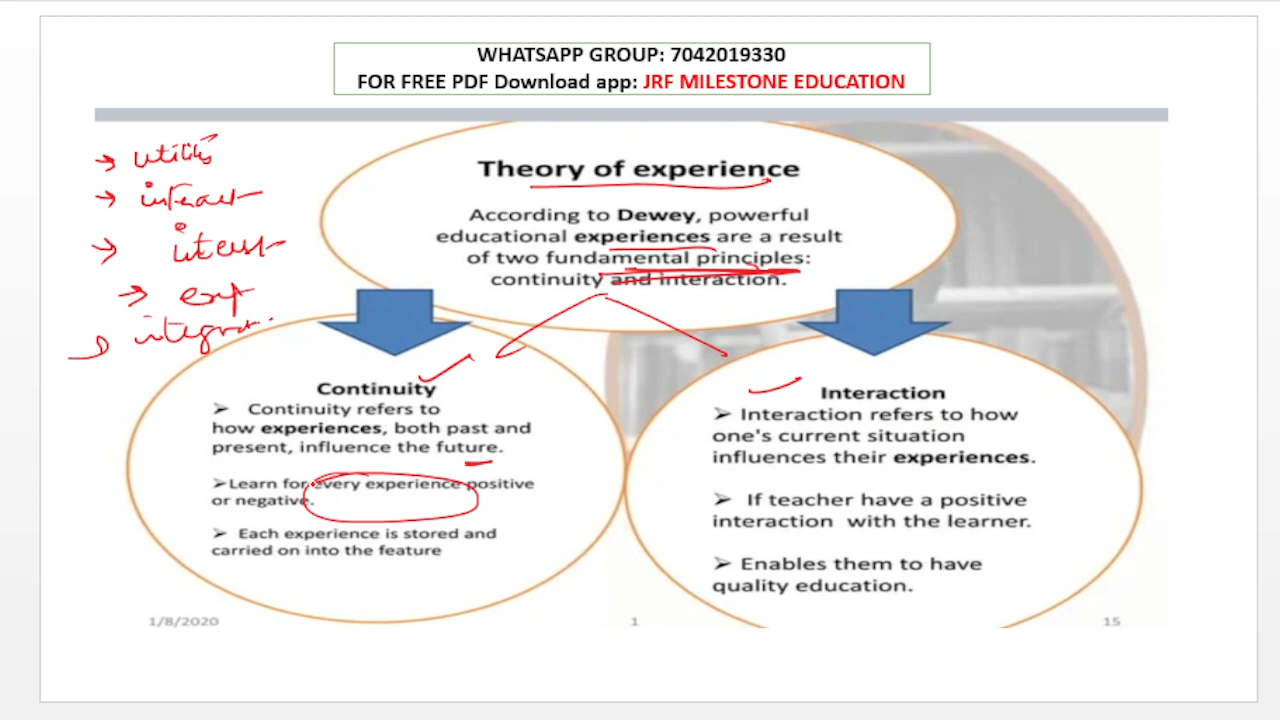 WHATSAPP GROUP: 7042019330
FOR FREE PDF Download app: JRF MILESTONE EDUCATION
Theory of experience
According to Dewey, powerful
educational experiences are a result
of two fundamental principles:
continuity and interaction.
Continuity
➢ Continuity refers to
how experiences, both past and
present, influence the future.
➢Learn for every experience positive
or negative.
➢ Each experience is stored and
carried on into the feature
Interaction
➢ Interaction refers to how
one's current situation
influences their experiences.
➢ If teacher have a positive
interaction with the learner.
➢ Enables them to have
quality education.
1/8/2020
1
15